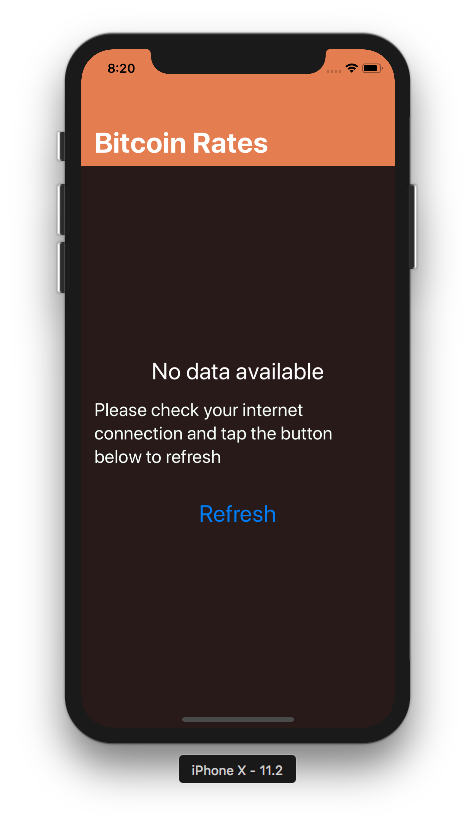 8:20
Bitcoin Rates
No data available
Please check your internet
connection and tap the button
below to refresh
Refresh
iPhone X - 11.2